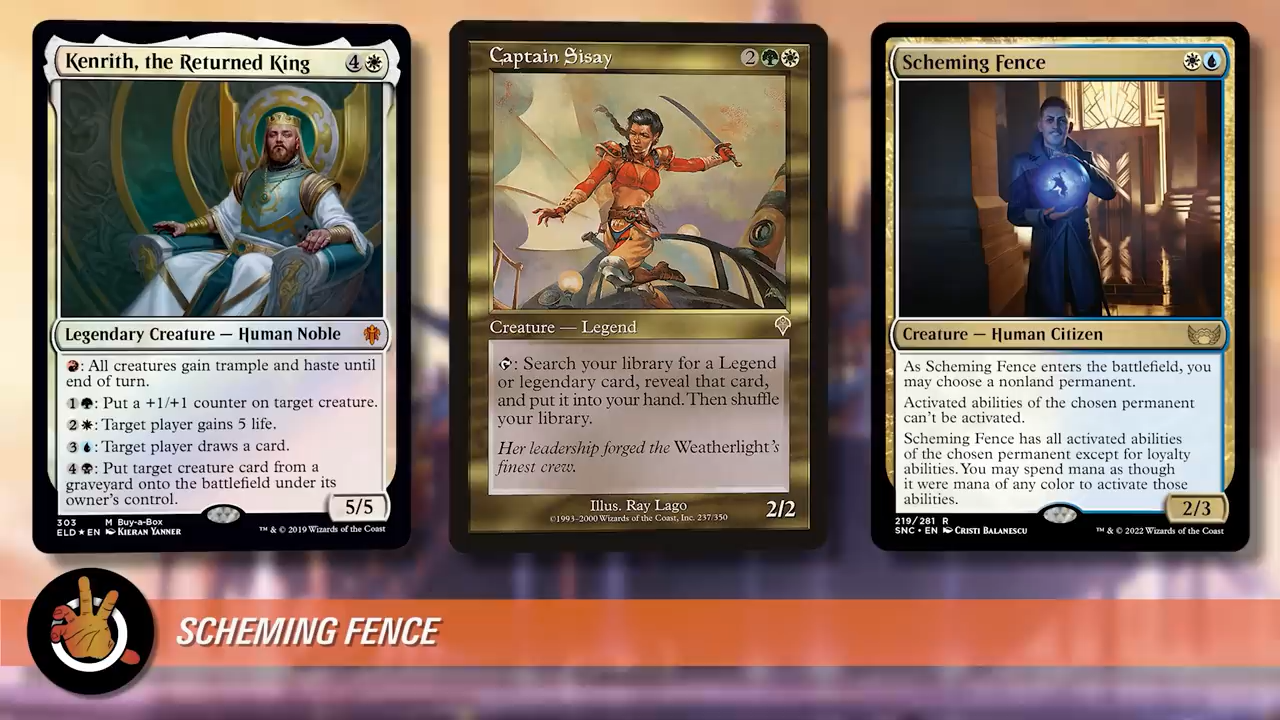 Kenrith, the Returned King 4
Legendary Creature — Human Noble
: All creatures gain trample and haste until
end of turn.
1 : Put a +1/+1 counter on target creature.
2 : Target player gains 5 life.
3 : Target player draws a card.
4 : Put target creature card from a
graveyard onto the battlefield under its
owner's control.
5/5
303 M Buy-a-Box
ELD ★ EN Kieran Yanner
™ & © 2019 Wizards of the Coast
Captain Sisay 2
Creature — Legend
: Search your library for a Legend
or legendary card, reveal that card,
and put it into your hand. Then shuffle
your library.
Her leadership forged the Weatherlight's
finest crew.
Illus. Ray Lago
©1993–2000 Wizards of the Coast, Inc. 237/350
2/2
Scheming Fence
Creature — Human Citizen
As Scheming Fence enters the battlefield, you
may choose a nonland permanent.
Activated abilities of the chosen permanent
can't be activated.
Scheming Fence has all activated abilities
of the chosen permanent except for loyalty
abilities. You may spend mana as though
it were mana of any color to activate those
abilities.
2/3
219/281 R
SNC • EN Cristi Balanescu
™ & © 2022 Wizards of the Coast
SCHEMING FENCE